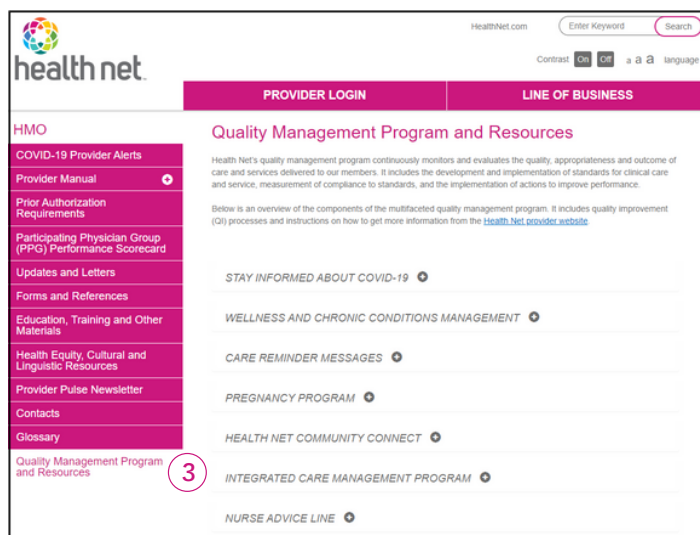 HealthNet.com
Enter Keyword
Search
health net.
Contrast On Off a a a language
PROVIDER LOGIN
LINE OF BUSINESS
HMO
COVID-19 Provider Alerts
Provider Manual
Prior Authorization
Requirements
Participating Physician Group
(PPG) Performance Scorecard
Updates and Letters
Forms and References
Education, Training and Other
Materials
Health Equity, Cultural and
Linguistic Resources
Provider Pulse Newsletter
Contacts
Glossary
Quality Management Program
and Resources
3
Quality Management Program and Resources
Health Net's quality management program continuously monitors and evaluates the quality, appropriateness and outcome of
care and services delivered to our members. It includes the development and implementation of standards for clinical care
and service, measurement of compliance to standards, and the implementation of actions to improve performance.
Below is an overview of the components of the multifaceted quality management program. It includes quality improvement
(QI) processes and instructions on how to get more information from the Health Net provider website.
STAY INFORMED ABOUT COVID-19
WELLNESS AND CHRONIC CONDITIONS MANAGEMENT
CARE REMINDER MESSAGES
PREGNANCY PROGRAM
HEALTH NET COMMUNITY CONNECT
INTEGRATED CARE MANAGEMENT PROGRAM
NURSE ADVICE LINE